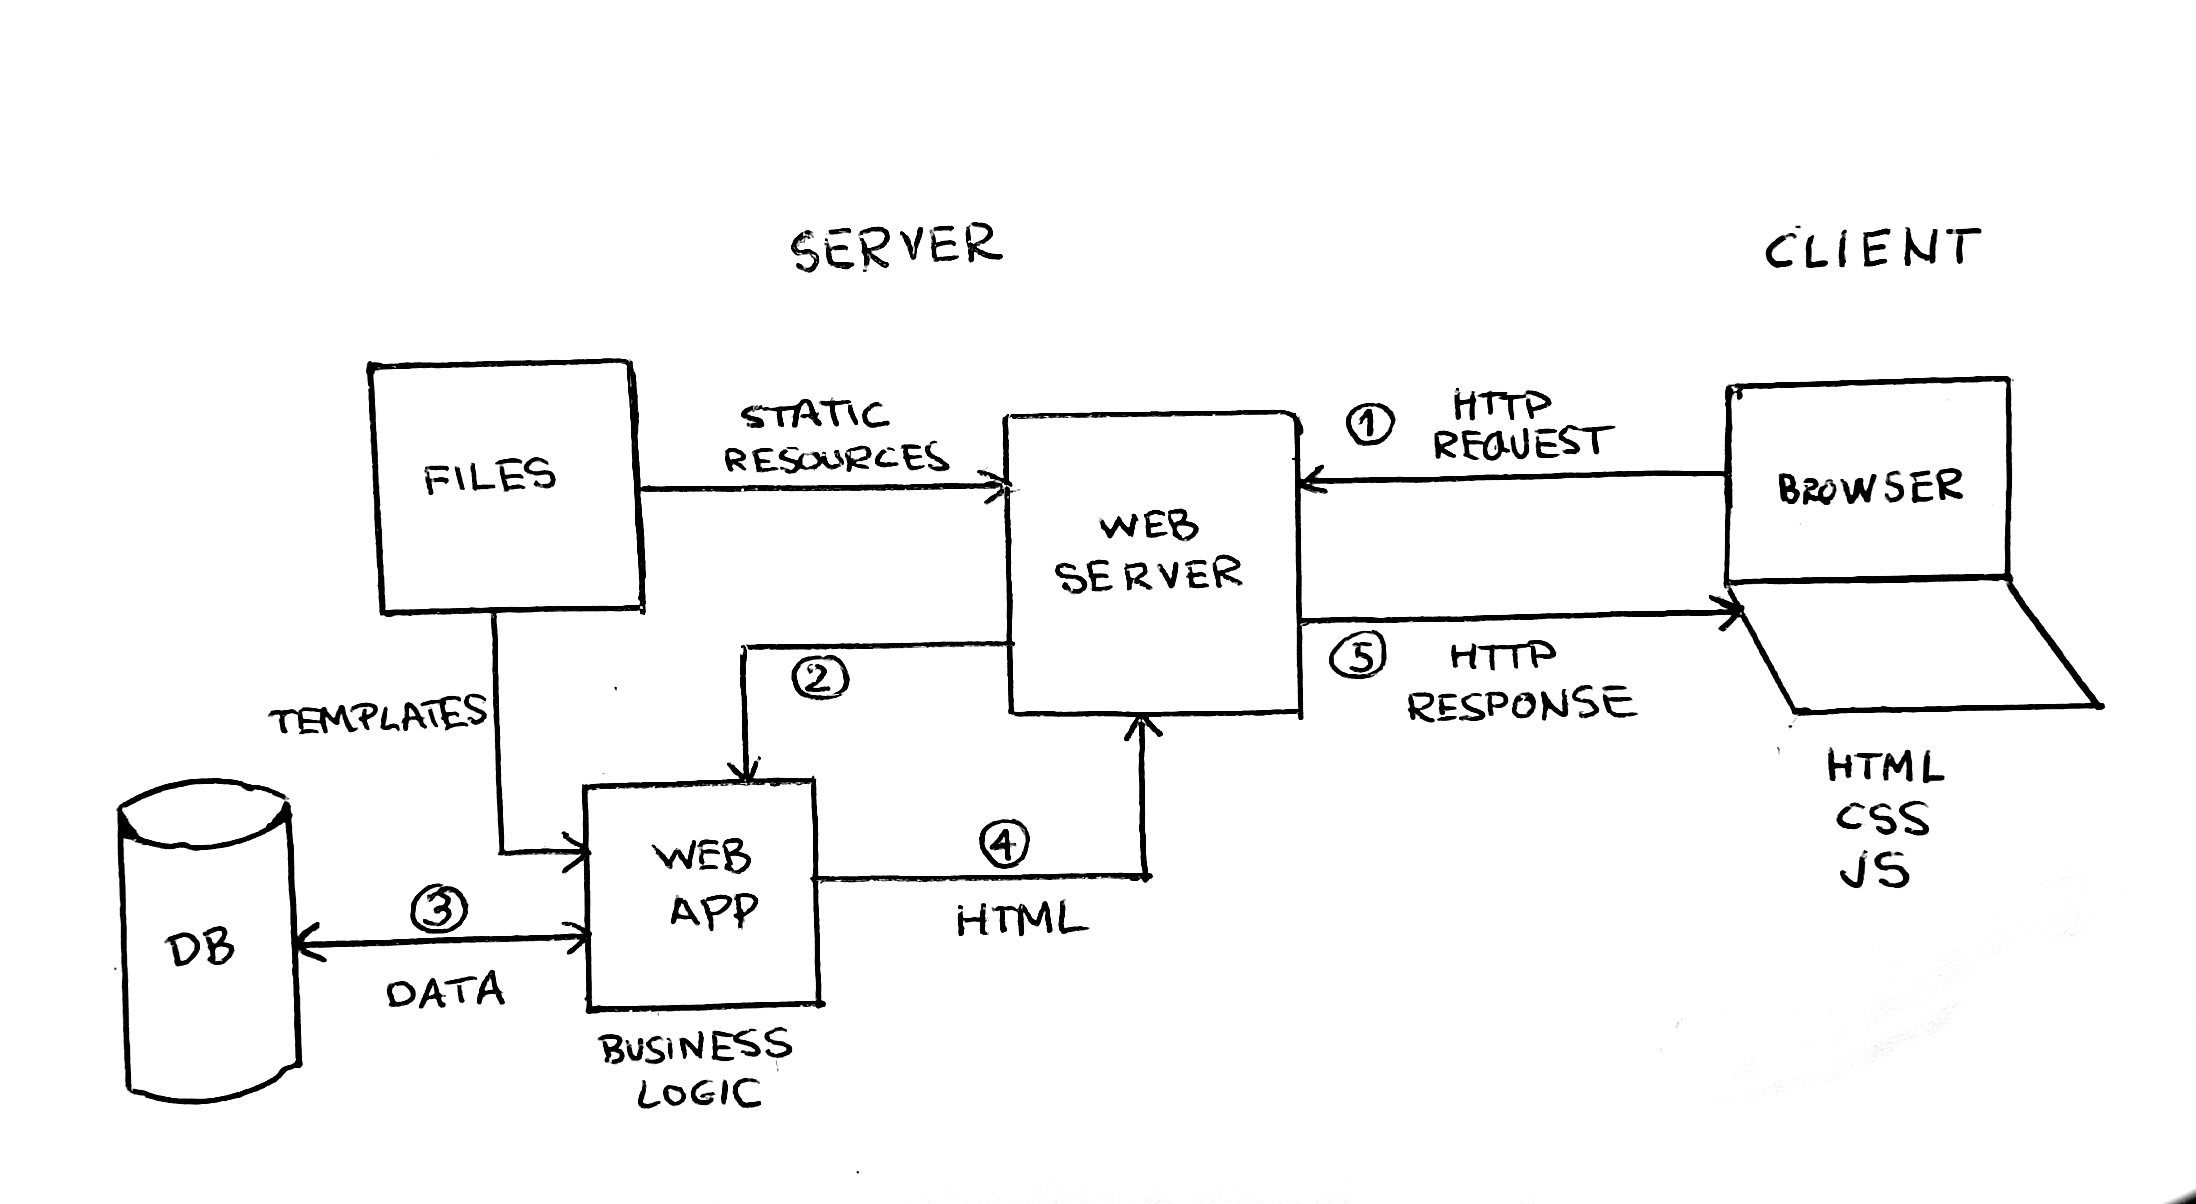 SERVER
CLIENT
FILES
STATIC
RESOURCES
WEB
SERVER
1
HTTP
REQUEST
BROWSER
2
5
HTTP
RESPONSE
TEMPLATES
HTML
CSS
JS
DB
3
DATA
WEB
APP
4
HTML
BUSINESS
LOGIC